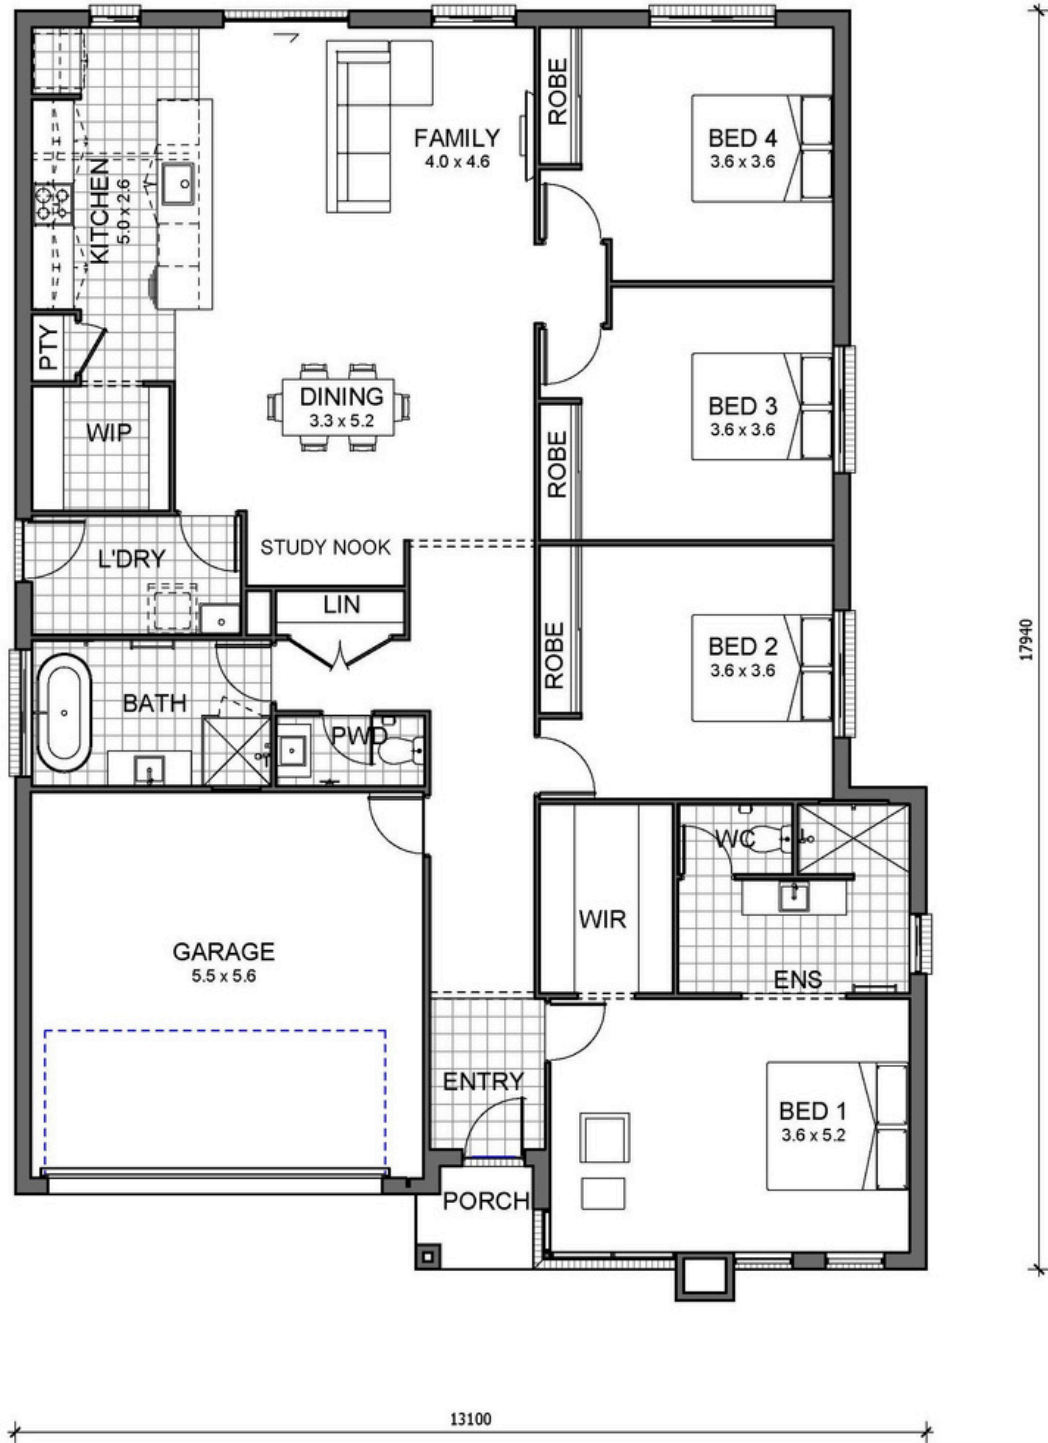 ROBE
FAMILY
4.0 x 4.6
BED 4
3.6 x 3.6
KITCHEN
5.0 x 2.6
PTY
DINING
3.3 x 5.2
BED 3
3.6 x 3.6
WIP
ROBE
L'DRY
STUDY NOOK
LIN
ROBE
BED 2
3.6 x 3.6
17940
BATH
PWD
WC
WIR
GARAGE
5.5 x 5.6
ENS
ENTRY
BED 1
3.6 x 5.2
PORCH
13100